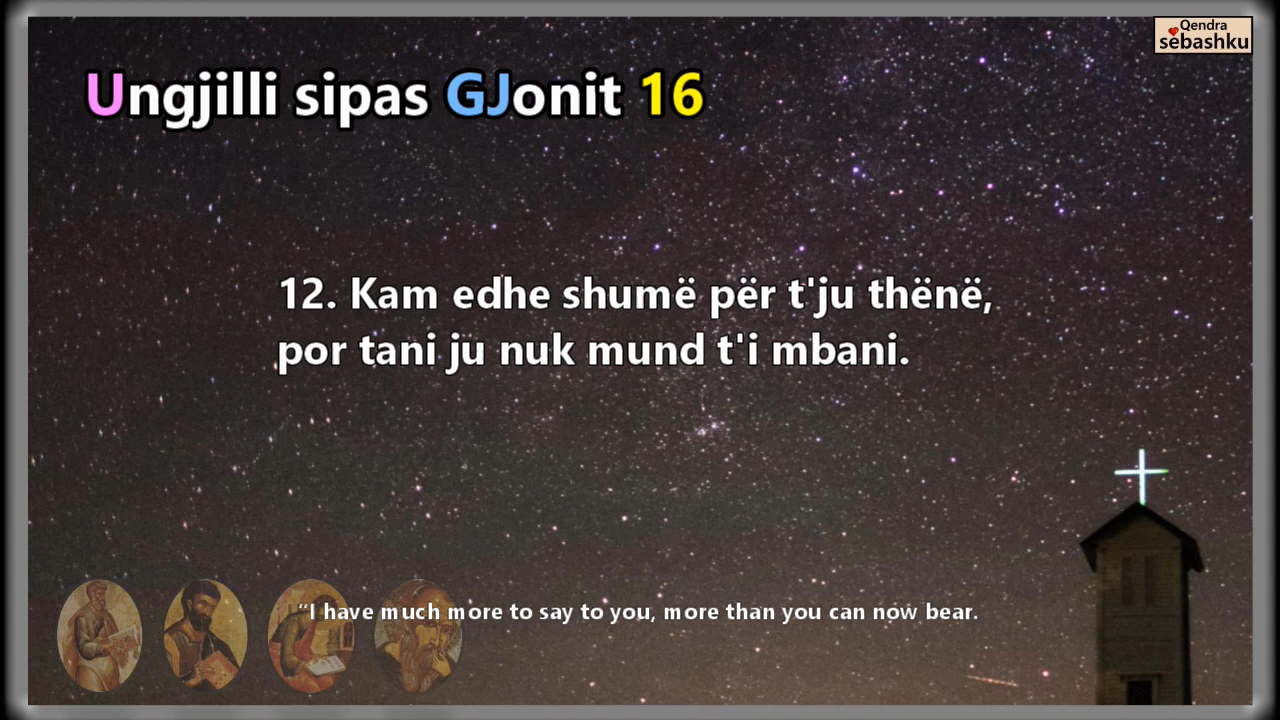 Qendra
sëbashku
Ungjilli sipas GJonit 16
12. Kam edhe shumë për t'ju thënë,
por tani ju nuk mund t'i mbani.
“I have much more to say to you, more than you can now bear.